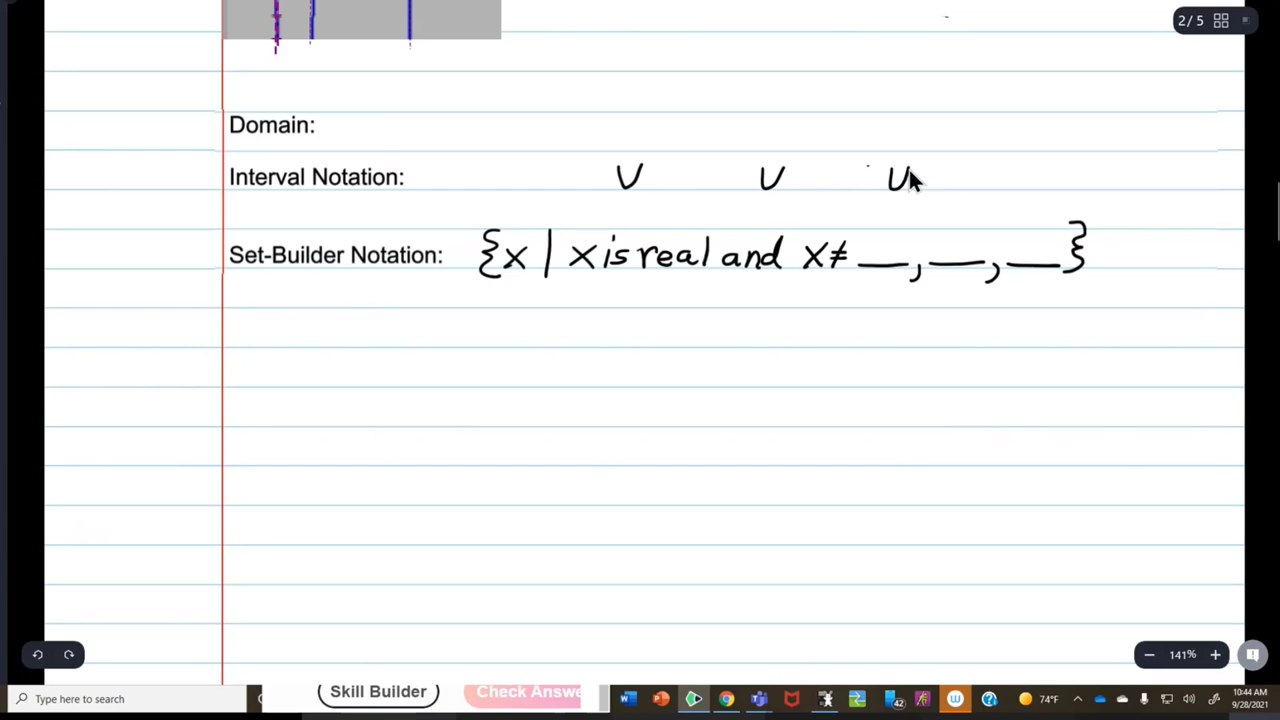 2/5
Domain:
Interval Notation: U U U
Set-Builder Notation: {x | x is real and x≠ __, __, __}
141%
Skill Builder
Check Answe
Type here to search
42
74°F
10:44 AM
9/28/2021